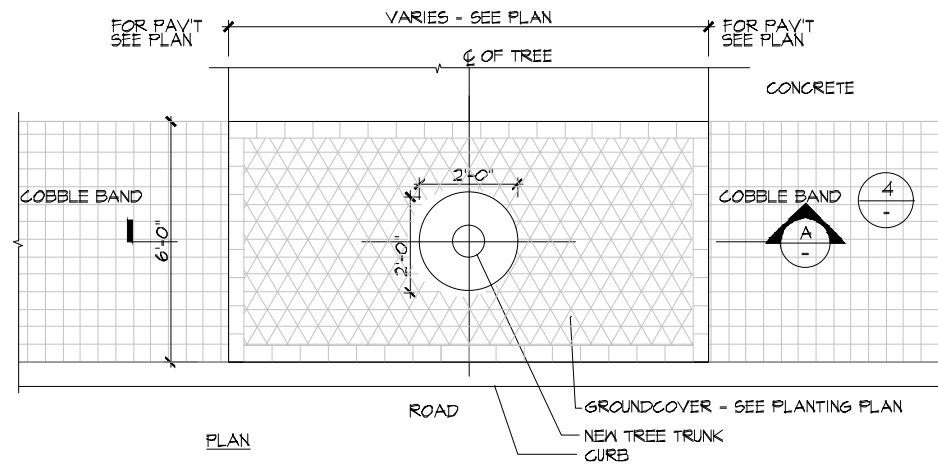 VARIES - SEE PLAN
FOR PAV'T
SEE PLAN
FOR PAV'T
SEE PLAN
℄ OF TREE
CONCRETE
2'-0"
COBBLE BAND
COBBLE BAND
4
-
6'-0"
2'-0"
A
-
ROAD
GROUNDCOVER - SEE PLANTING PLAN
NEW TREE TRUNK
CURB
PLAN